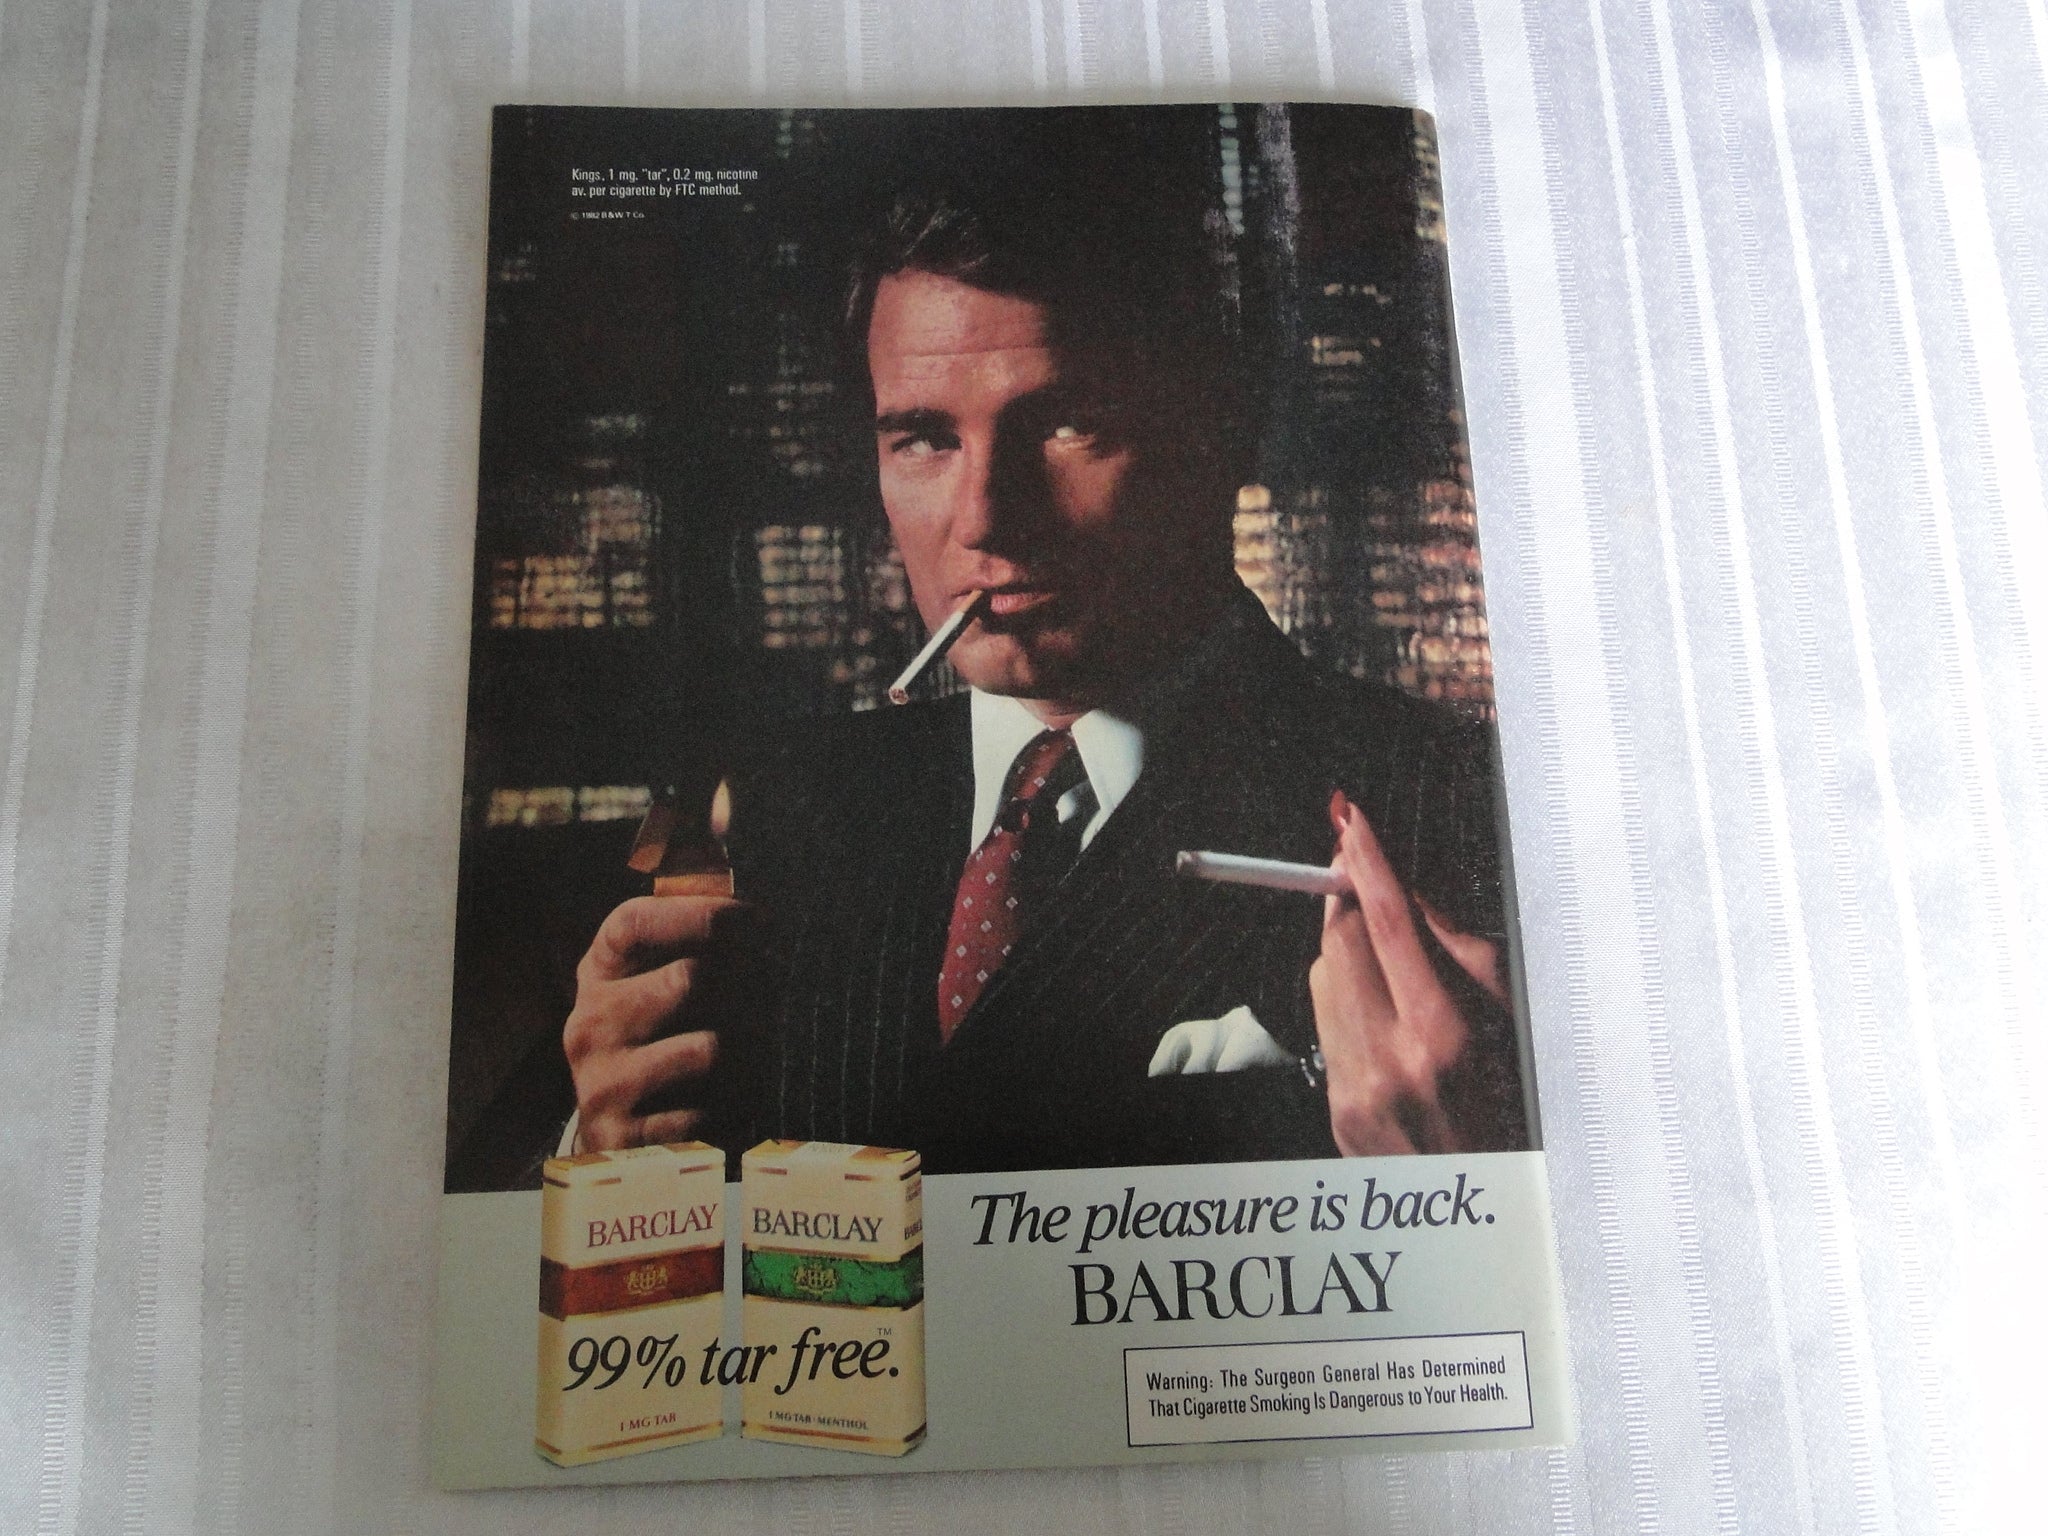 Kings, 1 mg. "tar", 0.2 mg. nicotine
av. per cigarette by FTC method.
© 1982 B&W T Co.
BARCLAY
BARCLAY
99% tar free.™
1 MG TAR
1 MG TAR MENTHOL
The pleasure is back.
BARCLAY
Warning: The Surgeon General Has Determined
That Cigarette Smoking Is Dangerous to Your Health.